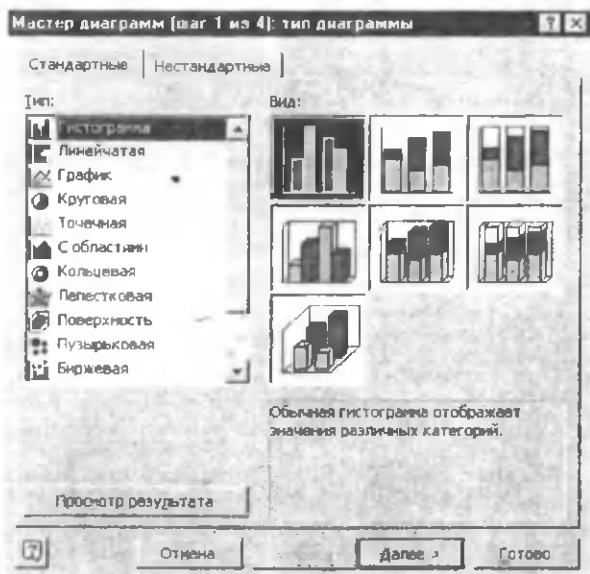 Мастер диаграмм (шаг 1 из 4): тип диаграммы
Стандартные
Нестандартные
Тип:
Вид:
Гистограмма
Линейчатая
График
Круговая
Точечная
С областями
Кольцевая
Лепестковая
Поверхность
Пузырьковая
Биржевая
Обычная гистограмма отображает
значения различных категорий.
Просмотр результата
Отмена
Далее >
Готово